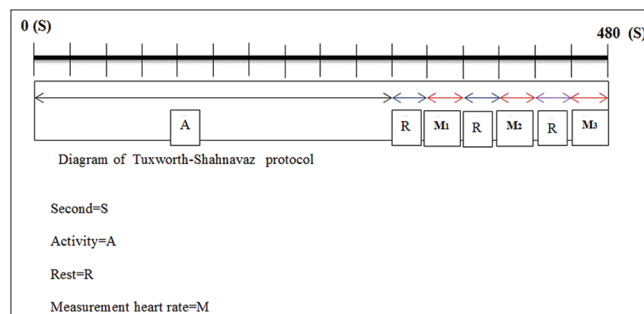 0 (S)
480 (S)
A R M1 R M2 R M3
Diagram of Tuxworth-Shahnavaz protocol
Second=S
Activity=A
Rest=R
Measurement heart rate=M